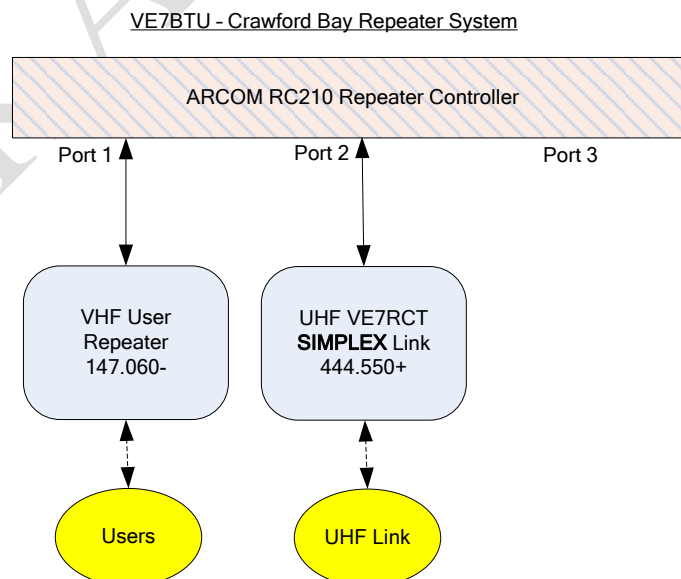 VE7BTU - Crawford Bay Repeater System
ARCOM RC210 Repeater Controller
Port 1
Port 2
Port 3
VHF User
Repeater
147.060-
UHF VE7RCT
SIMPLEX Link
444.550+
Users
UHF Link